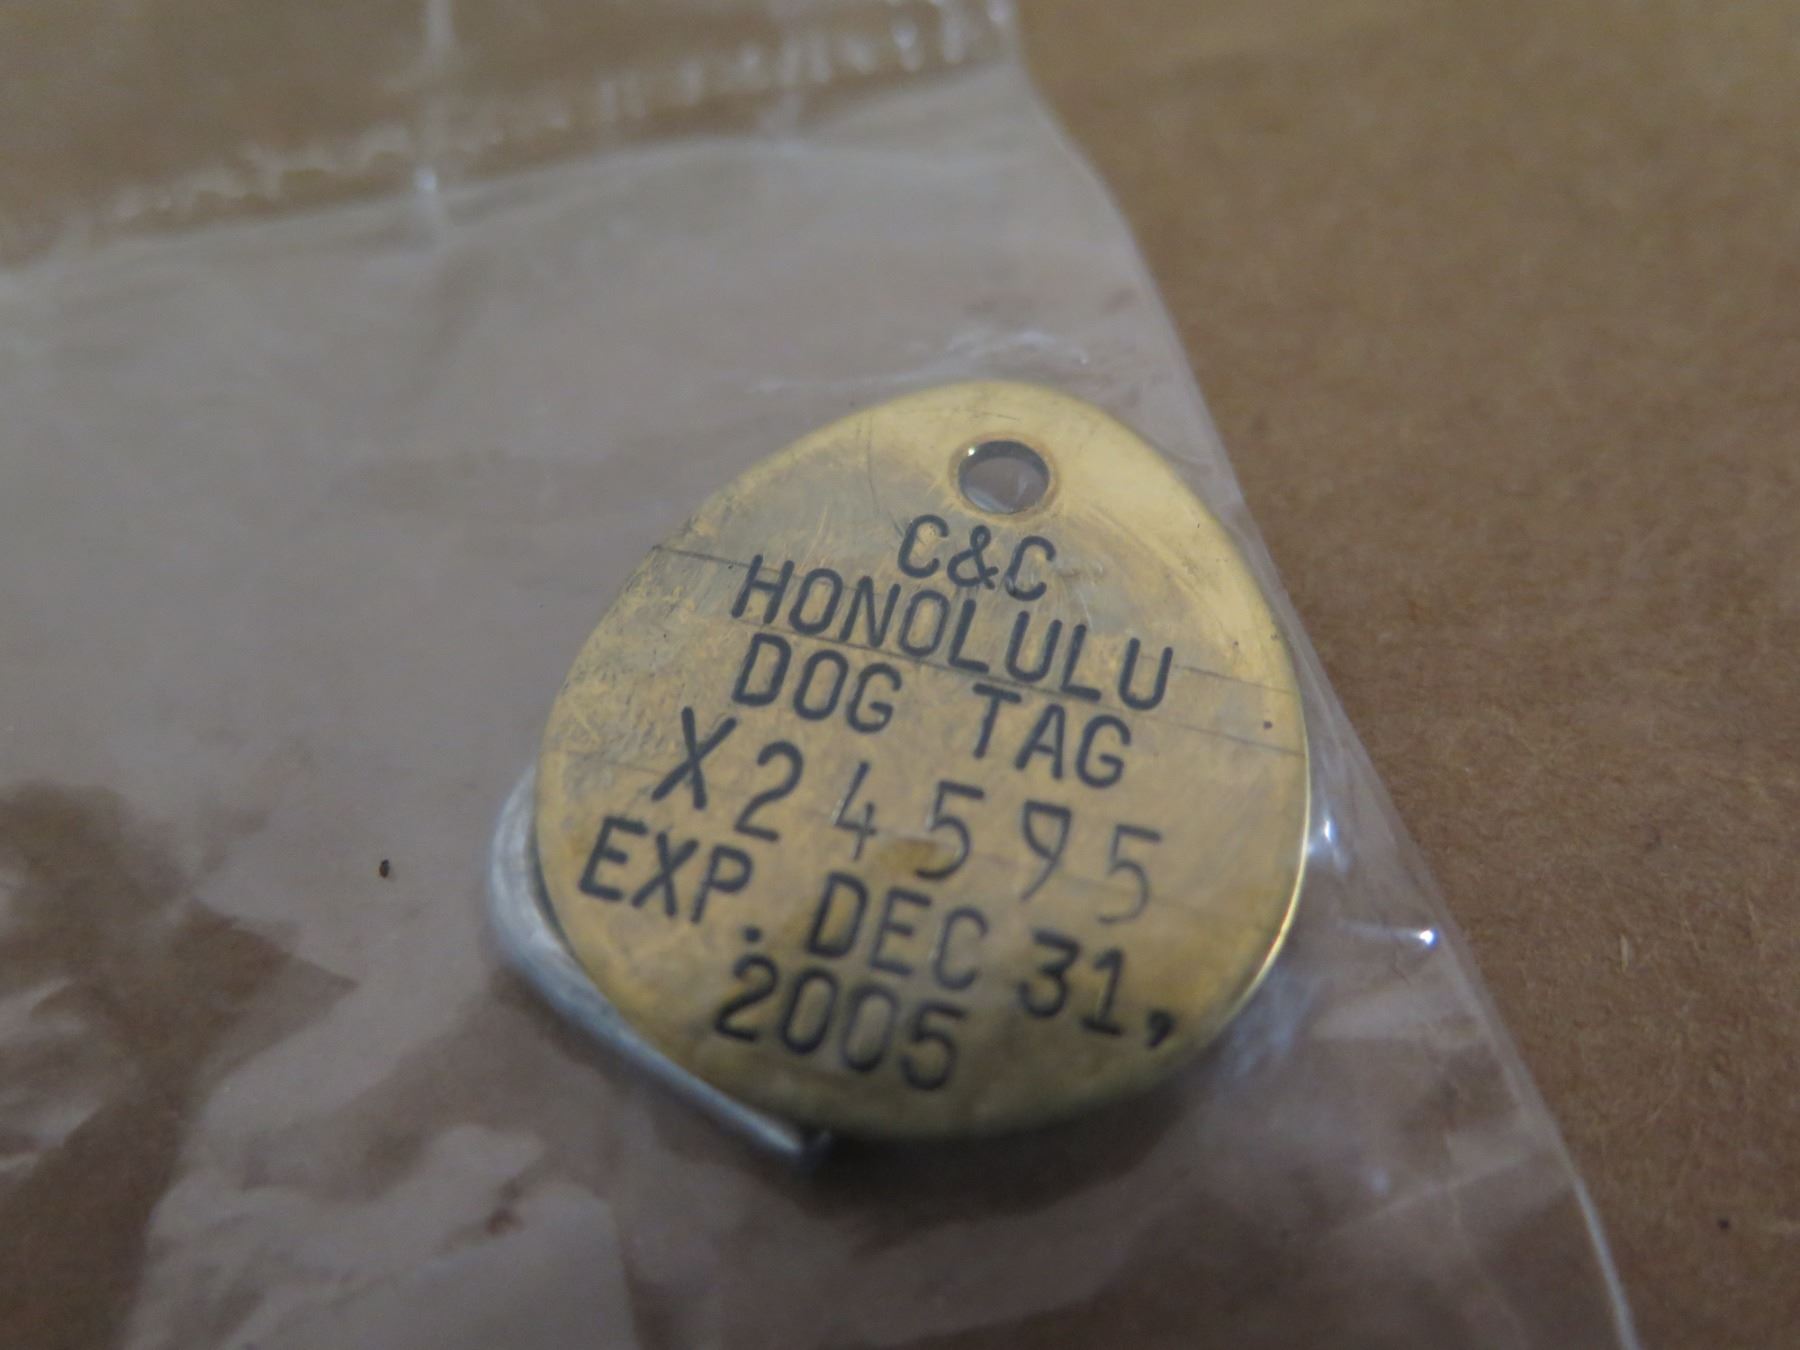 C&C
HONOLULU
DOG TAG
X24595
EXP. DEC 31,
2005